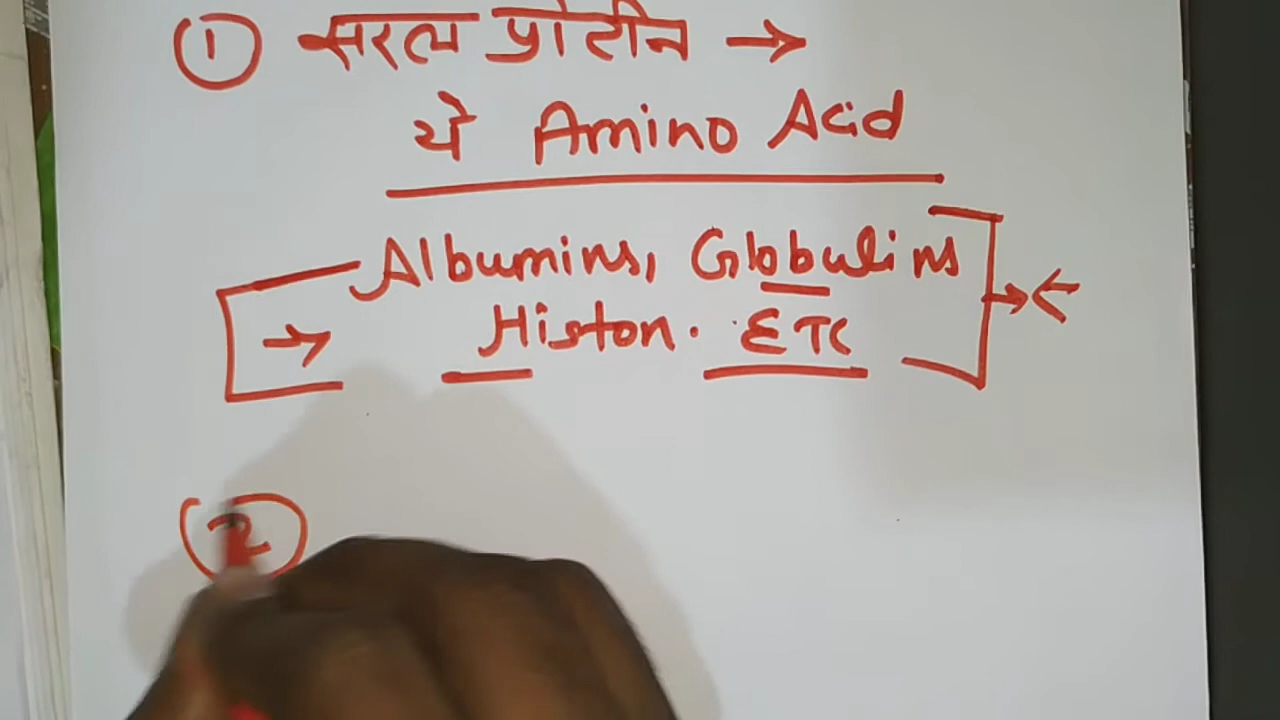 ① सरल प्रोटीन →
ये Amino Acid
Albumins, Globulins
→ Histon. ETC
②